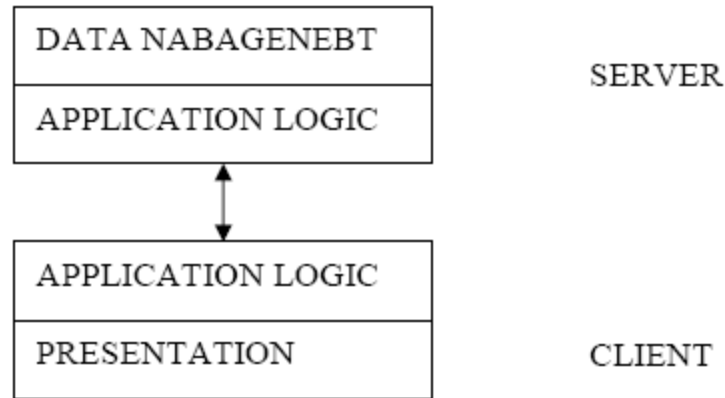 DATA NABAGENEBT
SERVER
APPLICATION LOGIC
APPLICATION LOGIC
PRESENTATION
CLIENT